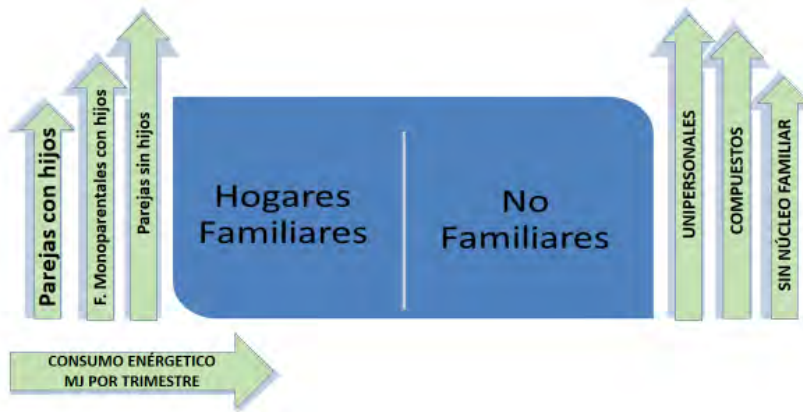 Parejas con hijos
F. Monoparentales con hijos
Parejas sin hijos
Hogares
Familiares
No
Familiares
UNIPERSONALES
COMPUESTOS
SIN NÚCLEO FAMILIAR
CONSUMO ENÉRGETICO
MJ POR TRIMESTRE